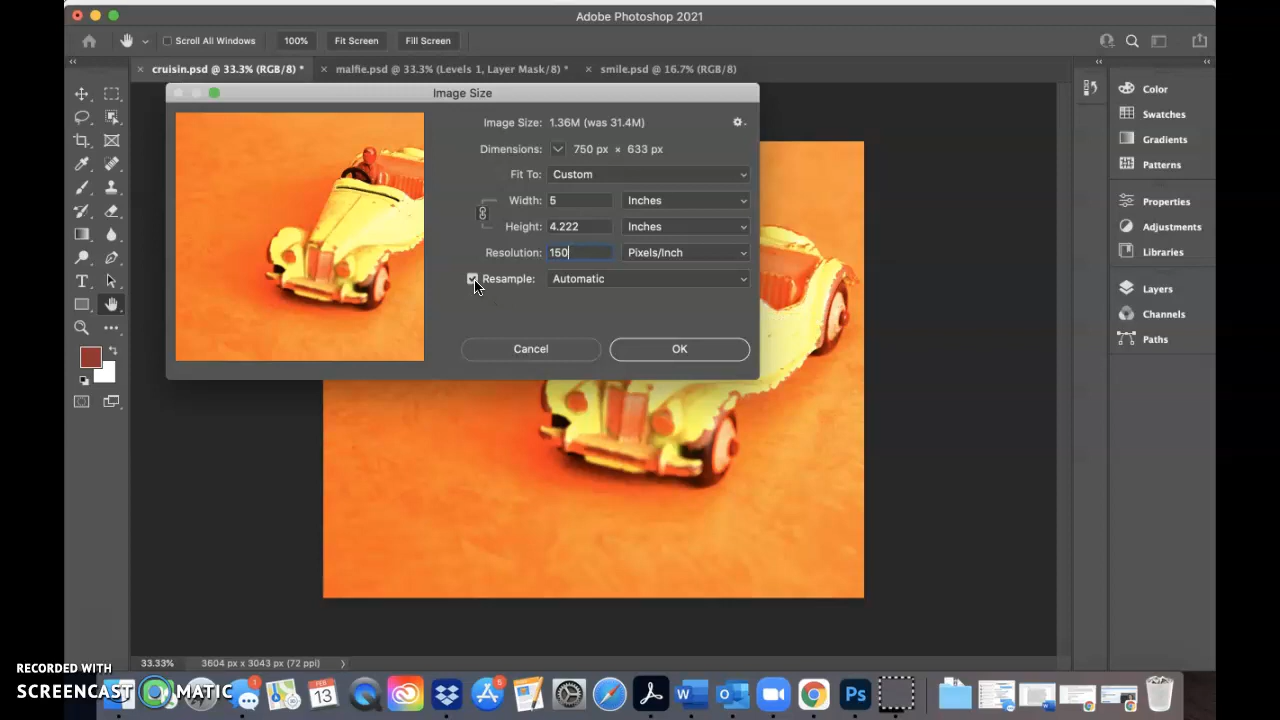 Adobe Photoshop 2021
Scroll All Windows 100% Fit Screen Fill Screen
cruisin.psd @ 33.3% (RGB/8) * malfie.psd @ 33.3% (Levels 1, Layer Mask/8) * smile.psd @ 16.7% (RGB/8)
Image Size
Image Size: 1.36M (was 31.4M)
Dimensions: 750 px × 633 px
Fit To: Custom
Width: 5 Inches
Height: 4.222 Inches
Resolution: 150 Pixels/Inch
Resample: Automatic
Cancel OK
Color
Swatches
Gradients
Patterns
Properties
Adjustments
Libraries
Layers
Channels
Paths
33.33% 3604 px x 3043 px (72 ppi)
RECORDED WITH
SCREENCAST MATIC
1
FEB
13
6
W
Ps